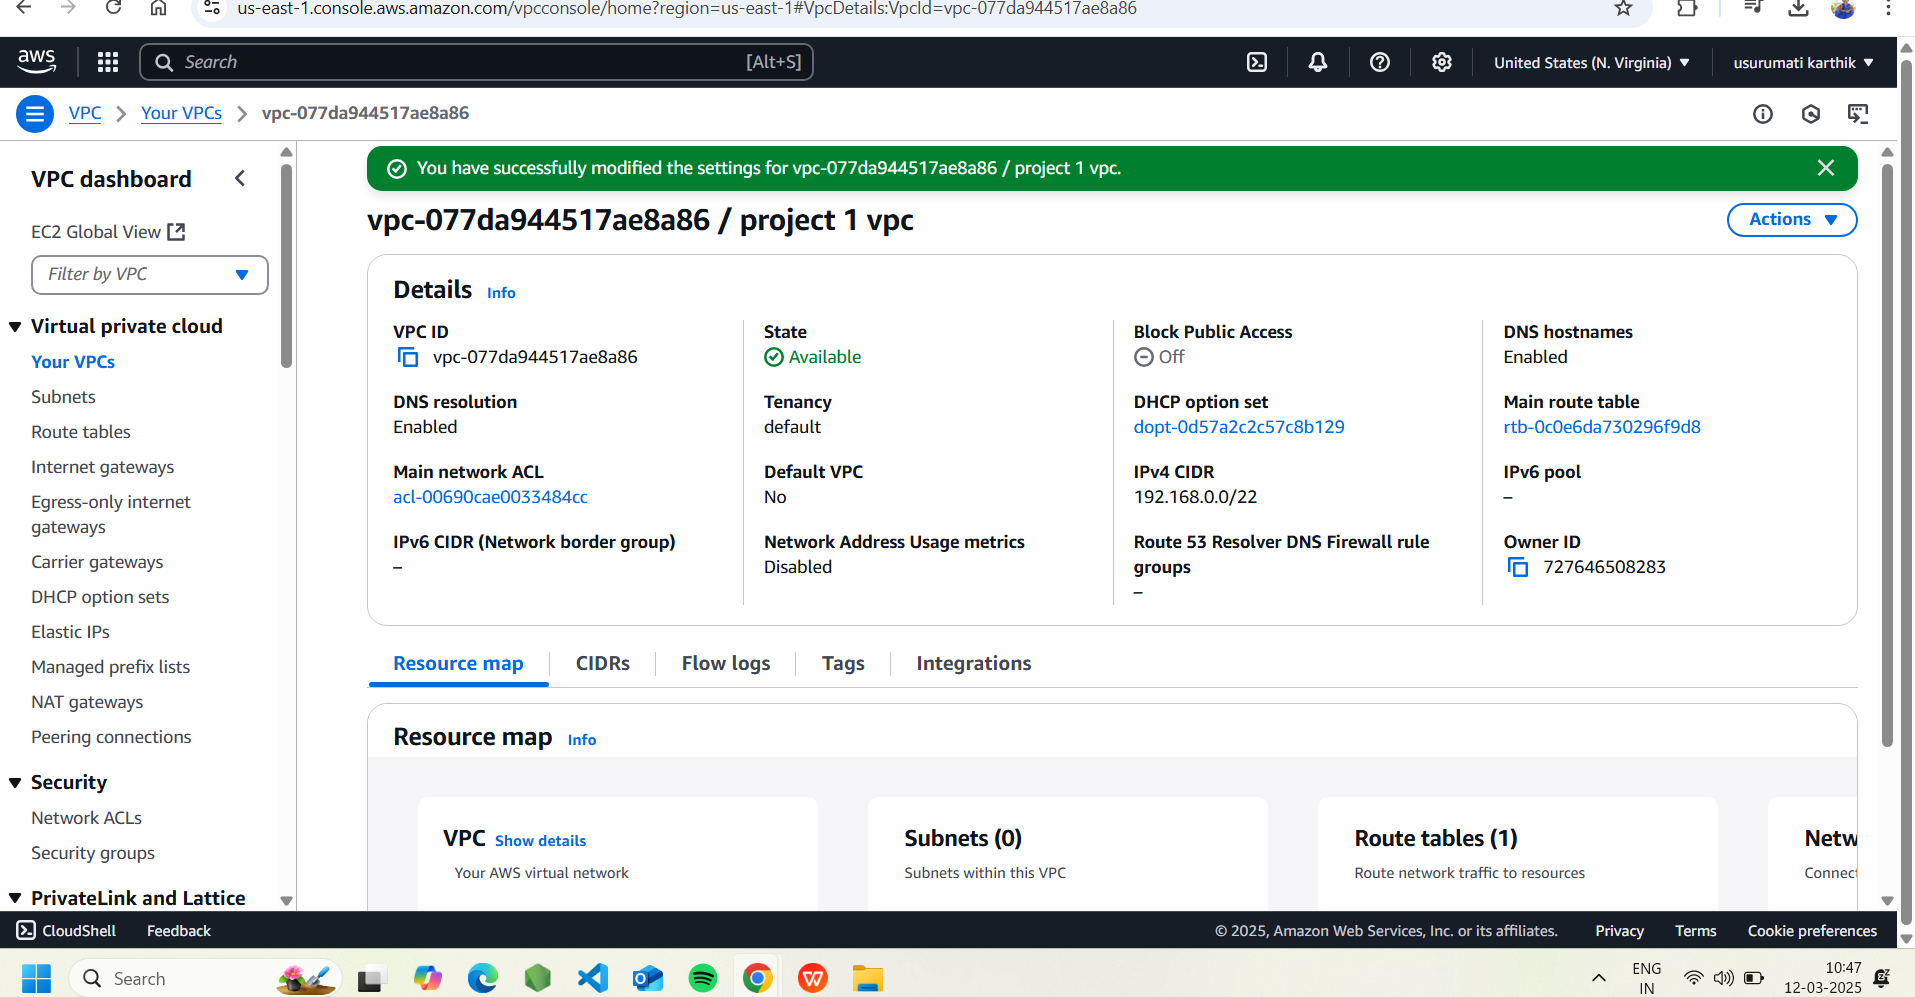 us-east-1.console.aws.amazon.com/vpcconsole/home?region=us-east-1#VpcDetails:VpcId=vpc-077da944517ae8a86
aws
Search [Alt+S]
United States (N. Virginia)
usurumati karthik
VPC
Your VPCs
vpc-077da944517ae8a86
VPC dashboard
EC2 Global View
Filter by VPC
Virtual private cloud
Your VPCs
Subnets
Route tables
Internet gateways
Egress-only internet
gateways
Carrier gateways
DHCP option sets
Elastic IPs
Managed prefix lists
NAT gateways
Peering connections
Security
Network ACLs
Security groups
PrivateLink and Lattice
You have successfully modified the settings for vpc-077da944517ae8a86 / project 1 vpc.
vpc-077da944517ae8a86 / project 1 vpc
Actions
Details Info
VPC ID
vpc-077da944517ae8a86
State
Available
Block Public Access
Off
DNS hostnames
Enabled
DNS resolution
Enabled
Tenancy
default
DHCP option set
dopt-0d57a2c2c57c8b129
Main route table
rtb-0c0e6da730296f9d8
Main network ACL
acl-00690cae0033484cc
Default VPC
No
IPv4 CIDR
192.168.0.0/22
IPv6 pool
–
IPv6 CIDR (Network border group)
–
Network Address Usage metrics
Disabled
Route 53 Resolver DNS Firewall rule
groups
–
Owner ID
727646508283
Resource map
CIDRs
Flow logs
Tags
Integrations
Resource map Info
VPC Show details
Your AWS virtual network
Subnets (0)
Subnets within this VPC
Route tables (1)
Route network traffic to resources
Netw
Connect
CloudShell
Feedback
© 2025, Amazon Web Services, Inc. or its affiliates.
Privacy
Terms
Cookie preferences
Search
ENG
IN
10:47
12-03-2025